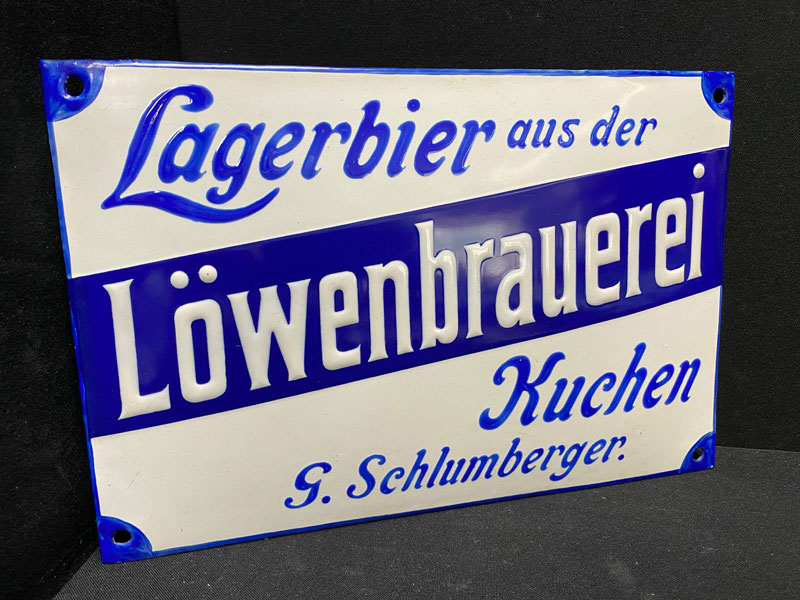 Lagerbier aus der
Löwenbrauerei
Kuchen
G. Schlumberger.